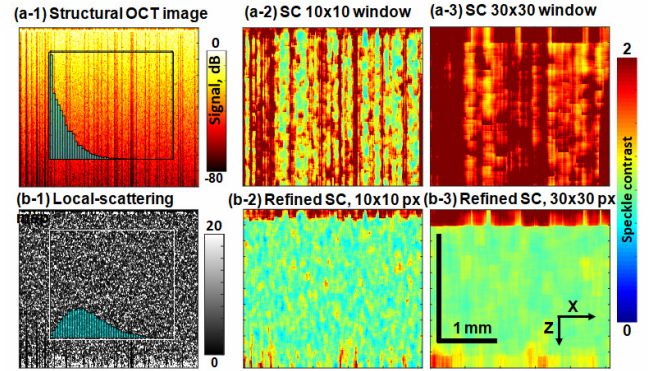 (a-1) Structural OCT image
(a-2) SC 10x10 window
(a-3) SC 30x30 window
0
Signal, dB
-80
2
Speckle contrast
0
(b-1) Local-scattering
(b-2) Refined SC, 10x10 px
(b-3) Refined SC, 30x30 px
20
0
1 mm
X
Z